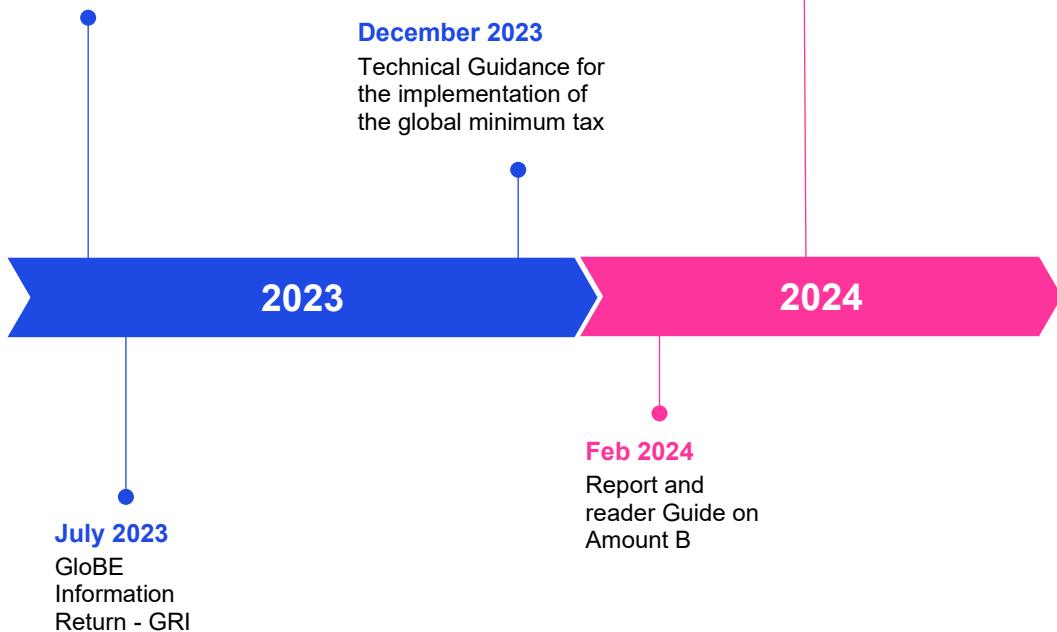 December 2023
Technical Guidance for
the implementation of
the global minimum tax
2023
2024
July 2023
GloBE
Information
Return - GRI
Feb 2024
Report and
reader Guide on
Amount B